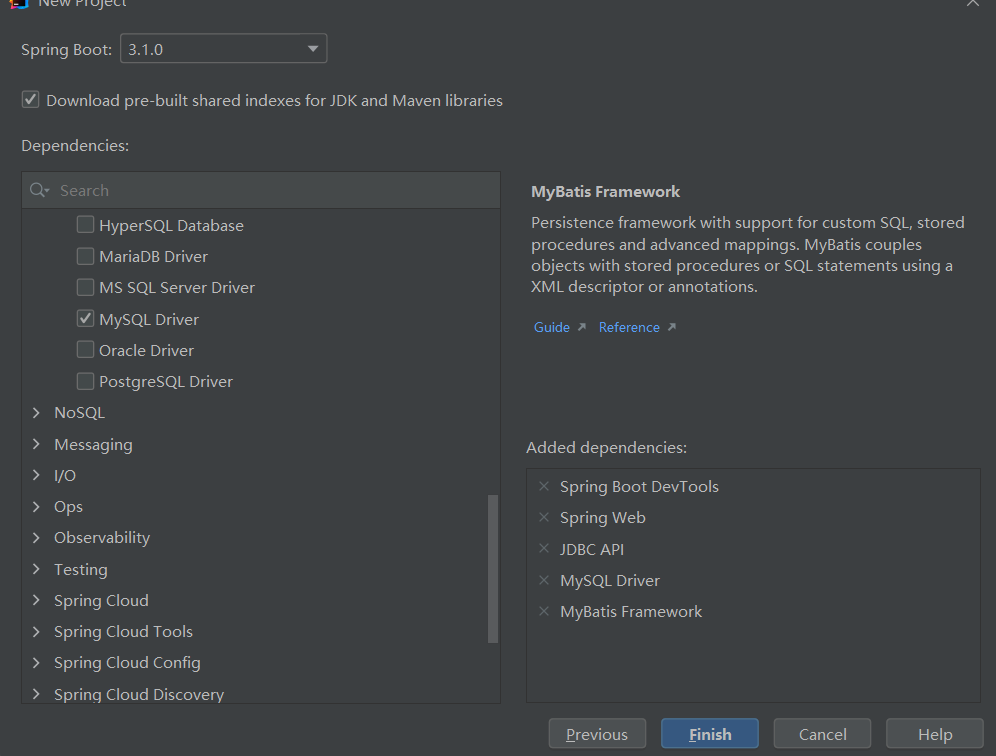 New Project
Spring Boot: 3.1.0
Download pre-built shared indexes for JDK and Maven libraries
Dependencies:
Search
HyperSQL Database
MariaDB Driver
MS SQL Server Driver
MySQL Driver
Oracle Driver
PostgreSQL Driver
NoSQL
Messaging
I/O
Ops
Observability
Testing
Spring Cloud
Spring Cloud Tools
Spring Cloud Config
Spring Cloud Discovery
MyBatis Framework
Persistence framework with support for custom SQL, stored
procedures and advanced mappings. MyBatis couples
objects with stored procedures or SQL statements using a
XML descriptor or annotations.
Guide Reference
Added dependencies:
Spring Boot DevTools
Spring Web
JDBC API
MySQL Driver
MyBatis Framework
Previous Finish Cancel Help